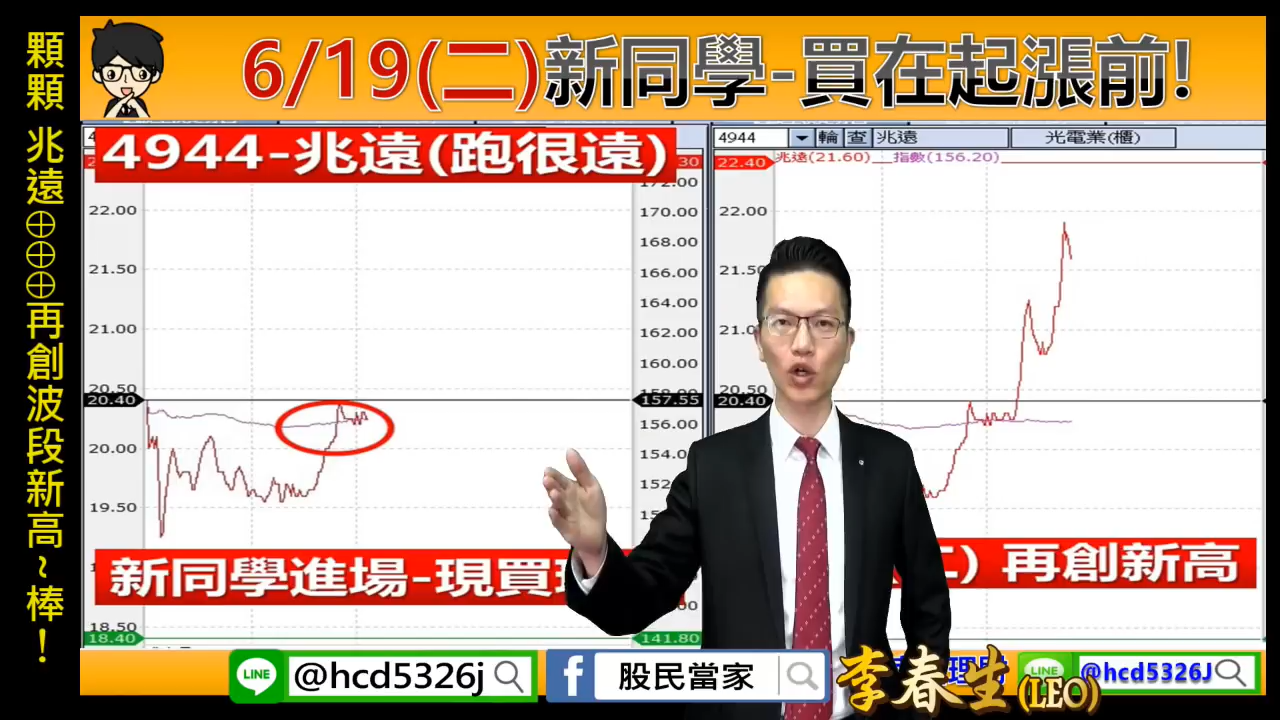 顆顆 兆遠⊕⊕⊕再創波段新高~棒！
6/19(二)新同學-買在起漲前!
4944-兆遠(跑很遠)
4944 輪 查 兆遠 光電業(櫃)
兆遠(21.60) 指數(156.20)
22.00
21.50
21.00
20.50
20.40
20.00
19.50
18.50
18.40
172.00
170.00
168.00
166.00
164.00
162.00
160.00
157.55
156.00
141.80
22.40
22.00
20.50
20.40
新同學進場-現買
再創新高
LINE @hcd5326j
f 股民當家
李春生(LEO)
LINE @hcd5326J